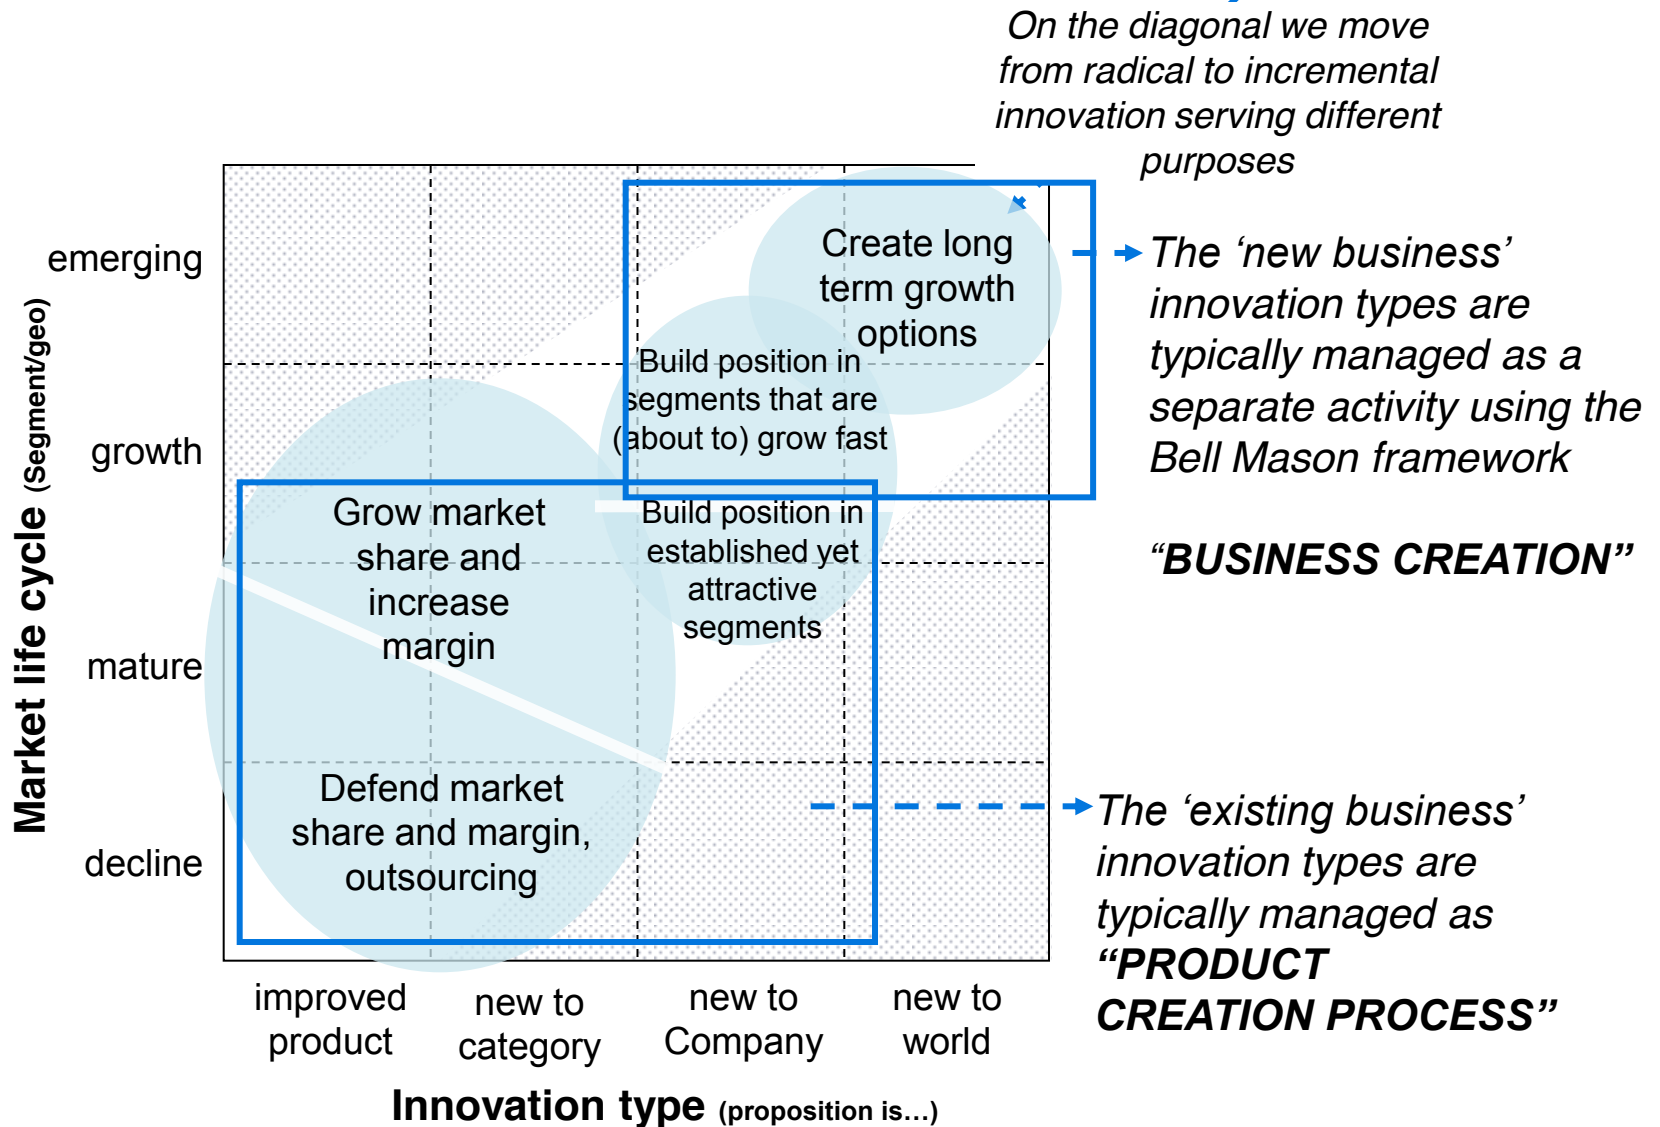 On the diagonal we move
from radical to incremental
innovation serving different
purposes
emerging
growth
mature
decline
Market life cycle (Segment/geo)
Create long
term growth
options
Build position in
segments that are
(about to) grow fast
Grow market
share and
increase
margin
Build position in
established yet
attractive
segments
Defend market
share and margin,
outsourcing
The ‘new business’
innovation types are
typically managed as a
separate activity using the
Bell Mason framework
“BUSINESS CREATION”
The ‘existing business’
innovation types are
typically managed as
“PRODUCT
CREATION PROCESS”
improved
product
new to
category
new to
Company
new to
world
Innovation type (proposition is...)